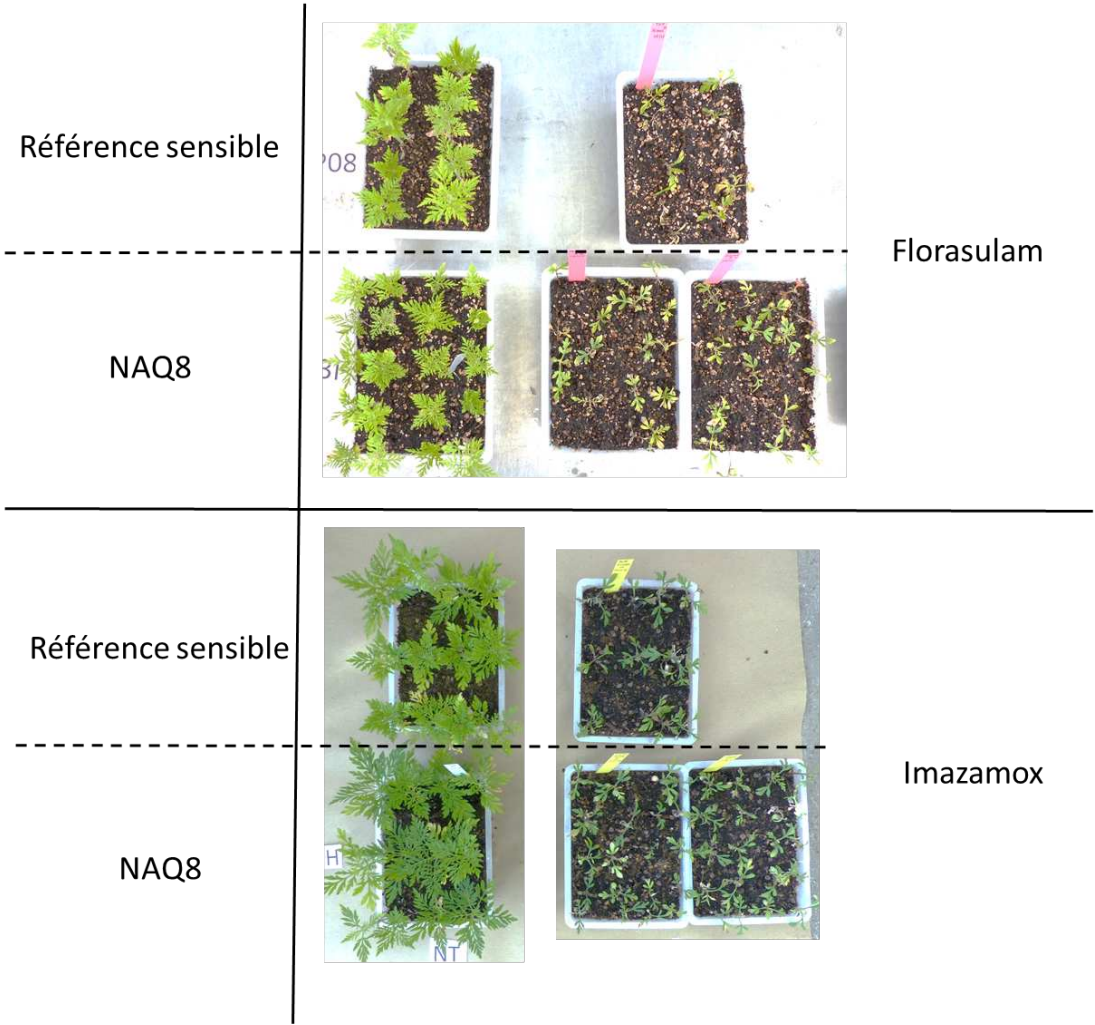 Référence sensible
P08
Florasulam
NAQ8
Référence sensible
Imazamox
NAQ8
H
NT